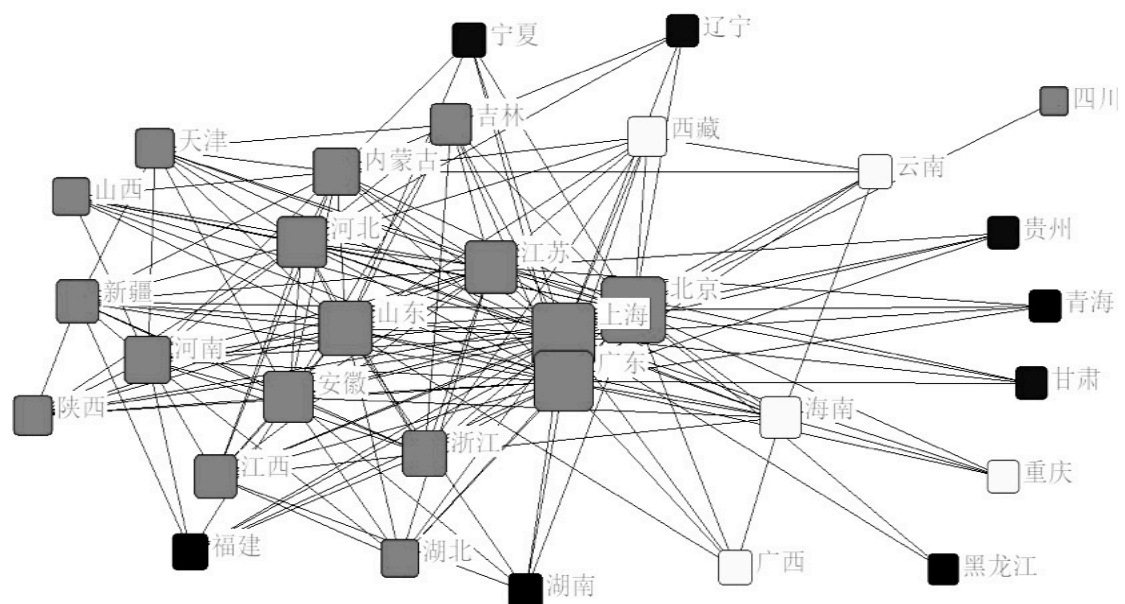 宁夏
辽宁
四川
吉林
西藏
天津
内蒙古
云南
山西
河北
贵州
江苏
新疆
北京
青海
山东
上海
河南
广东
甘肃
安徽
陕西
海南
浙江
江西
重庆
福建
湖北
广西
黑龙江
湖南